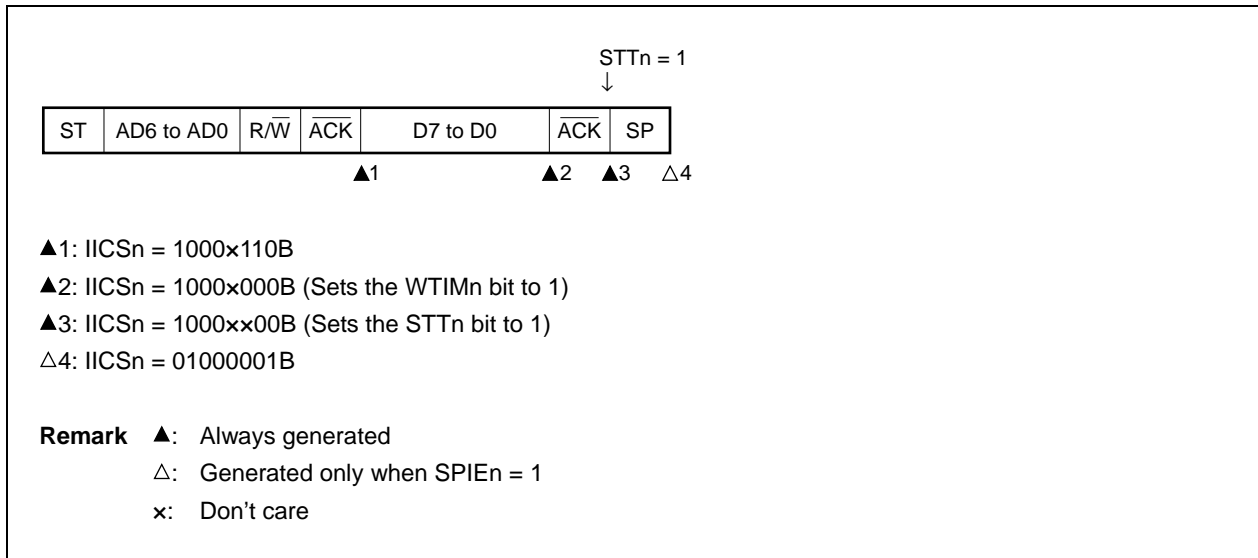 STTn = 1
↓
ST AD6 to AD0 R/W̅ A̅C̅K̅ D7 to D0 A̅C̅K̅ SP
▲1 ▲2 ▲3 △4
▲1: IICSn = 1000×110B
▲2: IICSn = 1000×000B (Sets the WTIMn bit to 1)
▲3: IICSn = 1000××00B (Sets the STTn bit to 1)
△4: IICSn = 01000001B
Remark ▲: Always generated
△: Generated only when SPIEn = 1
×: Don't care